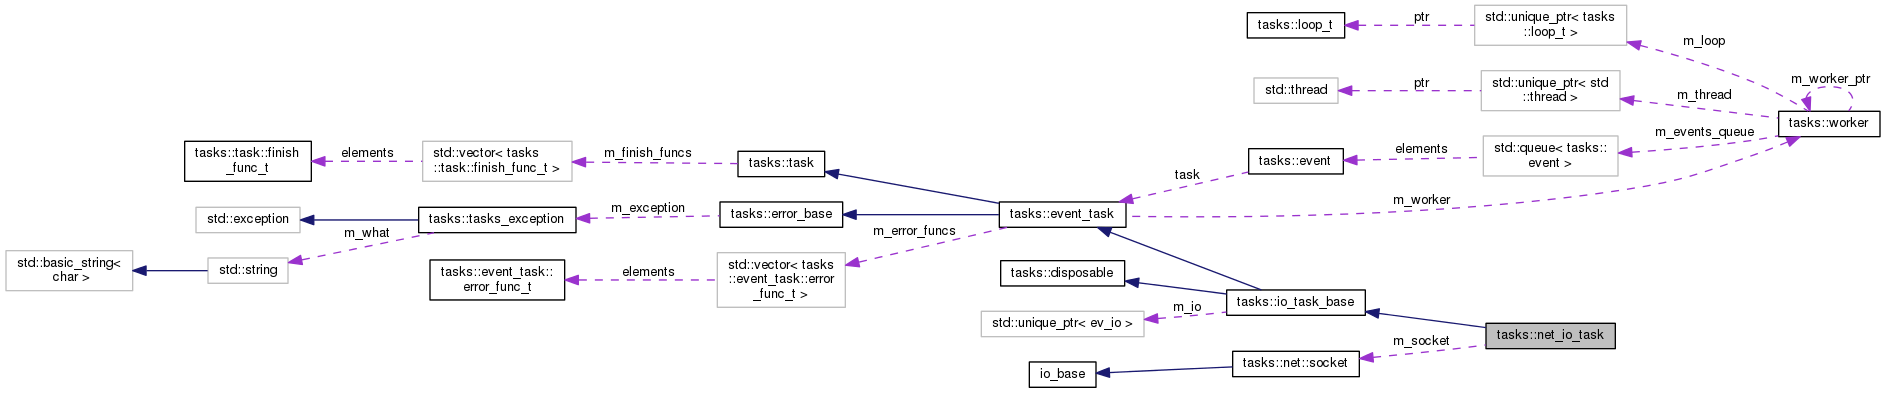 tasks::loop_t
ptr
std::unique_ptr< tasks
::loop_t >
m_loop
std::thread
ptr
std::unique_ptr< std
::thread >
m_thread
m_worker_ptr
tasks::worker
tasks::task::finish
_func_t
elements
std::vector< tasks
::task::finish_func_t >
m_finish_funcs
tasks::task
tasks::event
elements
std::queue< tasks::
event >
m_events_queue
task
m_worker
std::exception
tasks::tasks_exception
m_exception
tasks::error_base
tasks::event_task
m_what
std::basic_string<
char >
std::string
tasks::event_task::
error_func_t
elements
std::vector< tasks
::event_task::error
_func_t >
m_error_funcs
tasks::disposable
tasks::io_task_base
std::unique_ptr< ev_io >
m_io
tasks::net_io_task
m_socket
io_base
tasks::net::socket